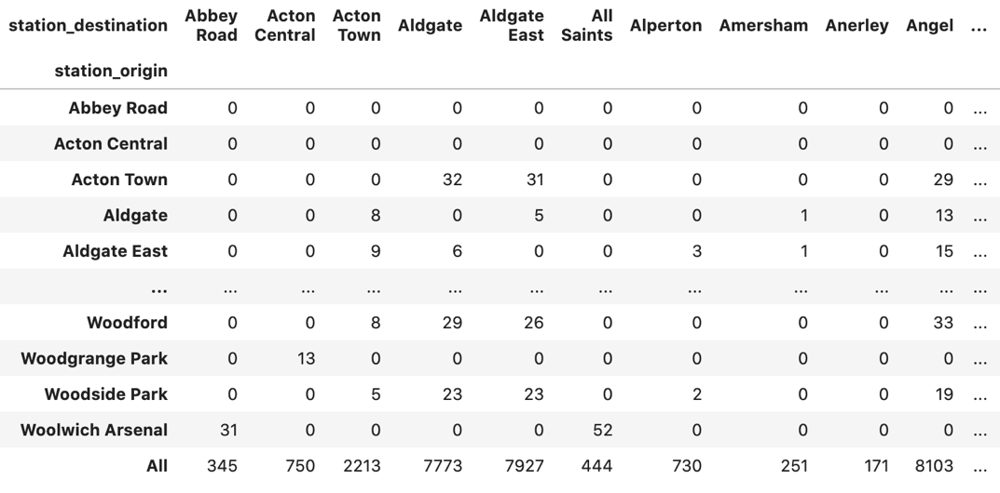 station_destination Abbey Road Acton Central Acton Town Aldgate Aldgate East All Saints Alperton Amersham Anerley Angel ...
station_origin
Abbey Road 0 0 0 0 0 0 0 0 0 0 ...
Acton Central 0 0 0 0 0 0 0 0 0 0 ...
Acton Town 0 0 0 32 31 0 0 0 0 29 ...
Aldgate 0 0 8 0 5 0 0 1 0 13 ...
Aldgate East 0 0 9 6 0 0 3 1 0 15 ...
... ... ... ... ... ... ... ... ... ... ... ...
Woodford 0 0 8 29 26 0 0 0 0 33 ...
Woodgrange Park 0 13 0 0 0 0 0 0 0 0 ...
Woodside Park 0 0 5 23 23 0 2 0 0 19 ...
Woolwich Arsenal 31 0 0 0 0 52 0 0 0 0 ...
All 345 750 2213 7773 7927 444 730 251 171 8103 ...